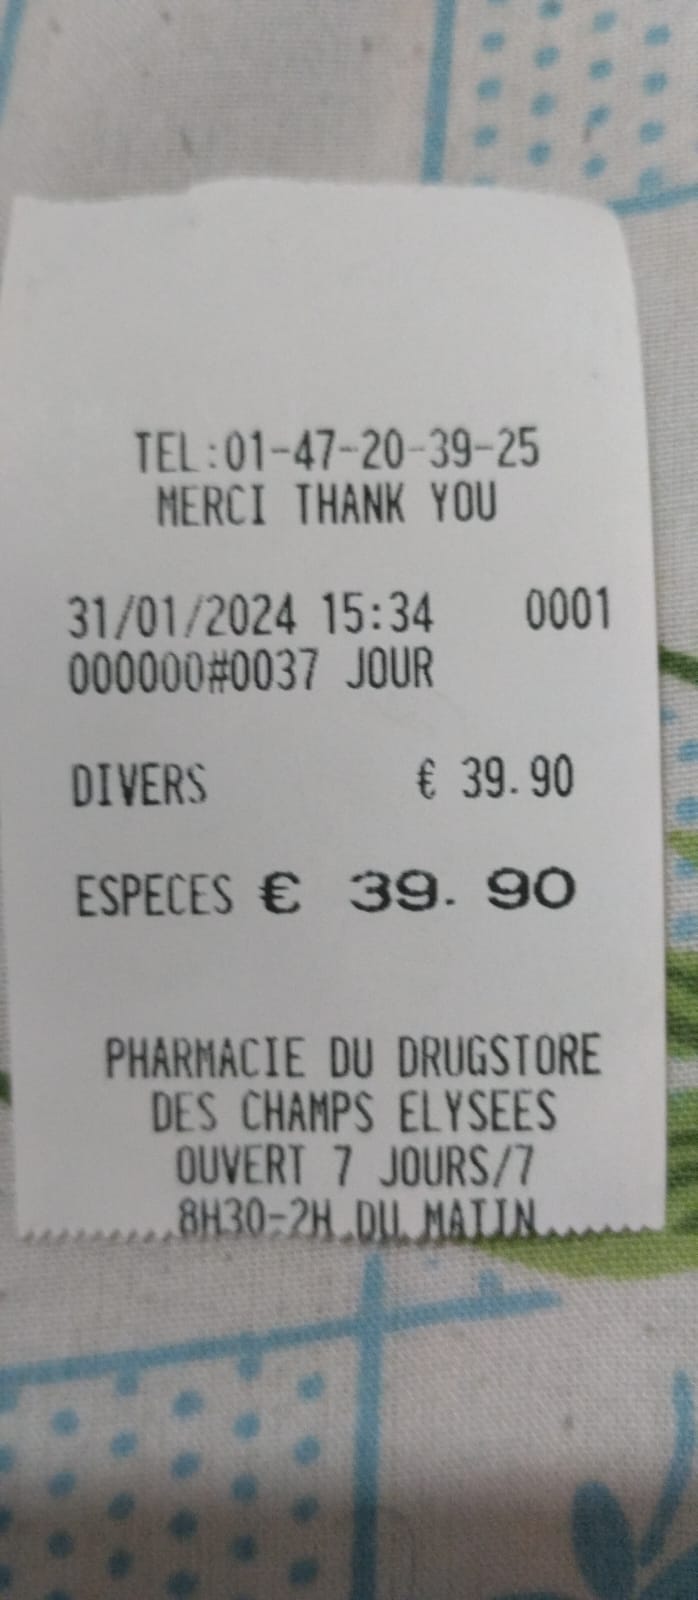 TEL:01-47-20-39-25
MERCI THANK YOU
31/01/2024 15:34 0001
000000#0037 JOUR
DIVERS € 39.90
ESPECES € 39.90
PHARMACIE DU DRUGSTORE
DES CHAMPS ELYSEES
OUVERT 7 JOURS/7
8H30-2H DU MATIN